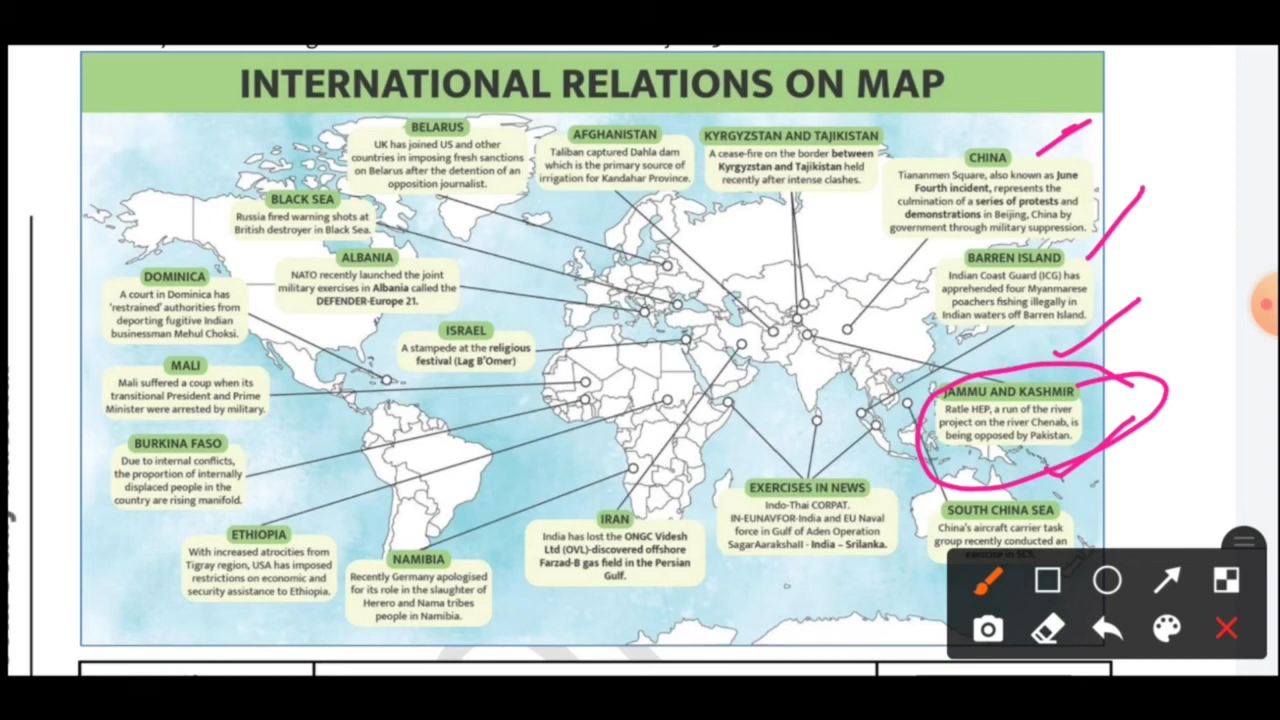 INTERNATIONAL RELATIONS ON MAP
BELARUS
UK has joined US and other
countries in imposing fresh sanctions
on Belarus after the detention of an
opposition journalist.
AFGHANISTAN
Taliban captured Dahla dam
which is the primary source of
irrigation for Kandahar Province.
KYRGYZSTAN AND TAJIKISTAN
A cease-fire on the border between
Kyrgyzstan and Tajikistan held
recently after intense clashes.
CHINA
Tiananmen Square, also known as June
Fourth incident, represents the
culmination of a series of protests and
demonstrations in Beijing, China by
government through military suppression.
BLACK SEA
Russia fired warning shots at
British destroyer in Black Sea.
ALBANIA
NATO recently launched the joint
military exercises in Albania called the
DEFENDER-Europe 21.
BARREN ISLAND
Indian Coast Guard (ICG) has
apprehended four Myanmarese
poachers fishing illegally in
Indian waters off Barren Island.
DOMINICA
A court in Dominica has
'restrained' authorities from
deporting fugitive Indian
businessman Mehul Choksi.
ISRAEL
A stampede at the religious
festival (Lag B'Omer)
MALI
Mali suffered a coup when its
transitional President and Prime
Minister were arrested by military.
JAMMU AND KASHMIR
Ratle HEP, a run of the river
project on the river Chenab, is
being opposed by Pakistan.
BURKINA FASO
Due to internal conflicts,
the proportion of internally
displaced people in the
country are rising manifold.
EXERCISES IN NEWS
Indo-Thai CORPAT.
IN-EUNAVFOR-India and EU Naval
force in Gulf of Aden Operation
SagarAarakshaII - India – Srilanka.
SOUTH CHINA SEA
China's aircraft carrier task
group recently conducted an
exercise in SCS.
IRAN
India has lost the ONGC Videsh
Ltd (OVL)-discovered offshore
Farzad-B gas field in the Persian
Gulf.
ETHIOPIA
With increased atrocities from
Tigray region, USA has imposed
restrictions on economic and
security assistance to Ethiopia.
NAMIBIA
Recently Germany apologised
for its role in the slaughter of
Herero and Nama tribes
people in Namibia.